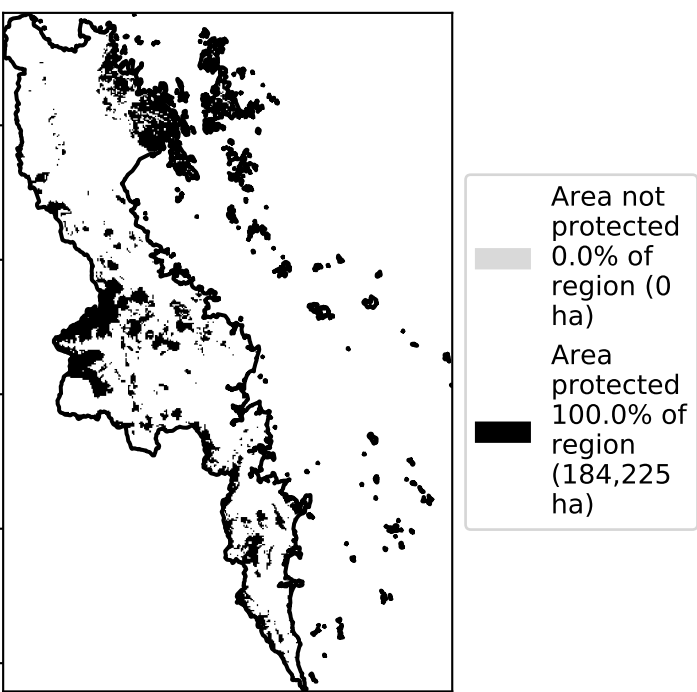 Area not
protected
0.0% of
region (0
ha)
Area
protected
100.0% of
region
(184,225
ha)